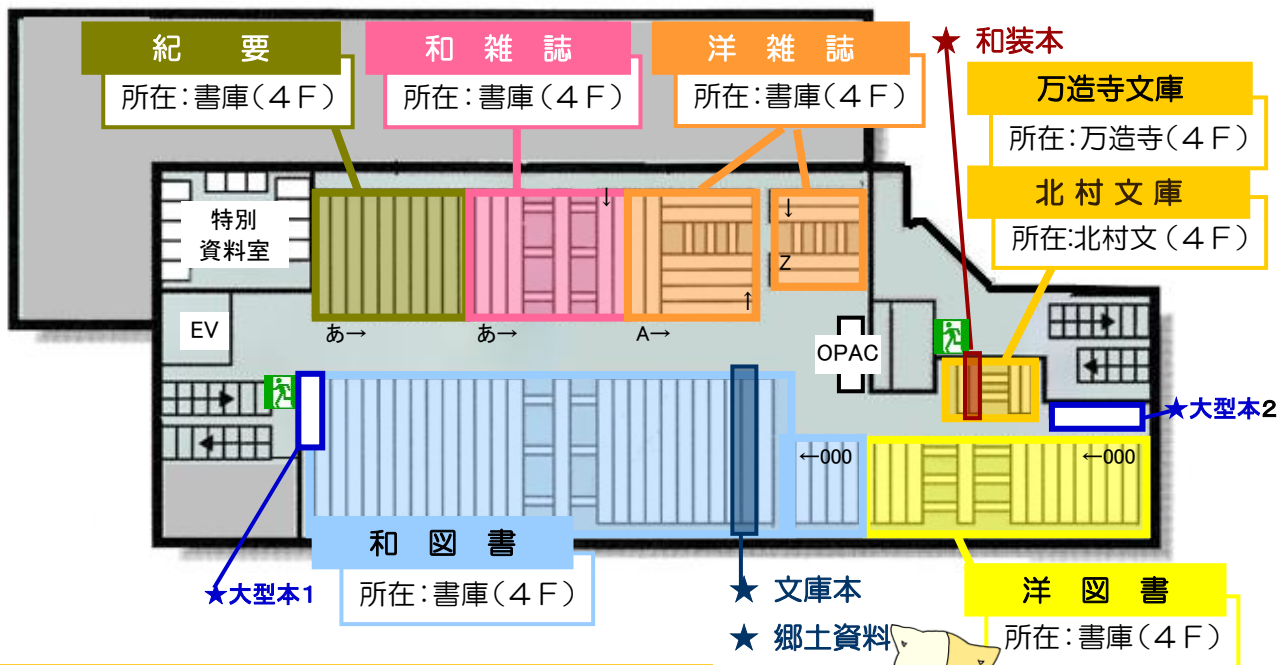 紀 要
所在:書庫(4F)
和 雑 誌
所在:書庫(4F)
洋 雑 誌
所在:書庫(4F)
★ 和装本
万造寺文庫
所在:万造寺(4F)
北 村 文 庫
所在:北村文(4F)
特別
資料室
↓
↓
Z
↑
EV
あ→
あ→
A→
OPAC
★大型本2
←000
←000
和 図 書
所在:書庫(4F)
★大型本1
★ 文庫本
★ 郷土資料
洋 図 書
所在:書庫(4F)